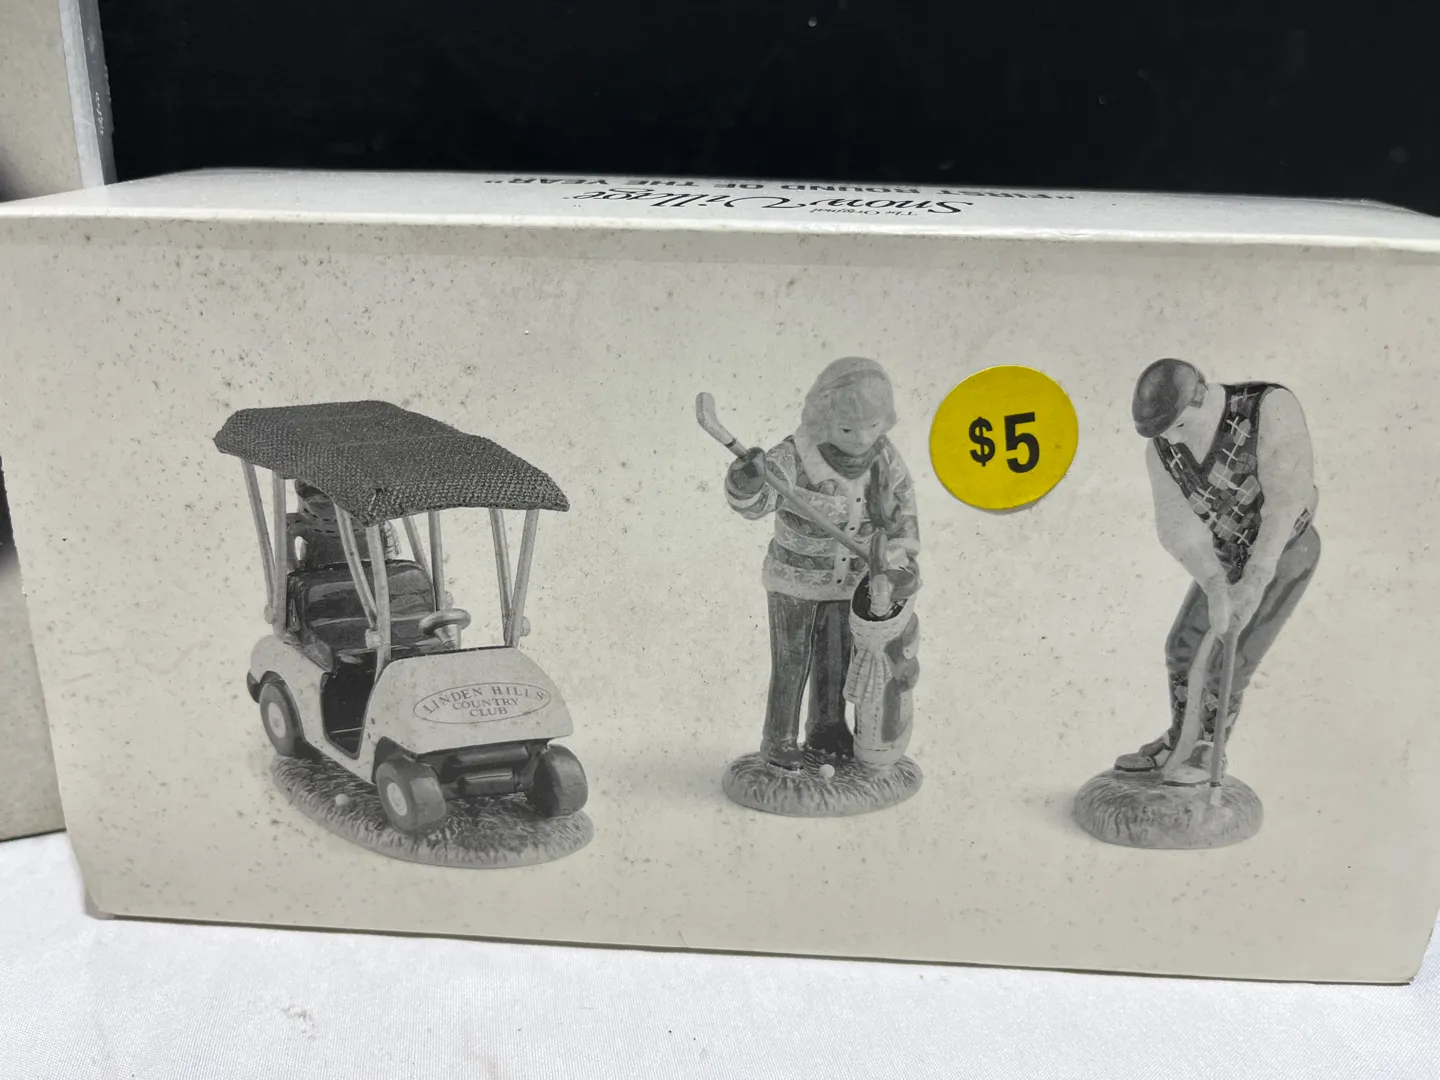 The Original
Snow Village
"FIRST ROUND OF THE YEAR"
$5
LINDEN HILLS
COUNTRY
CLUB